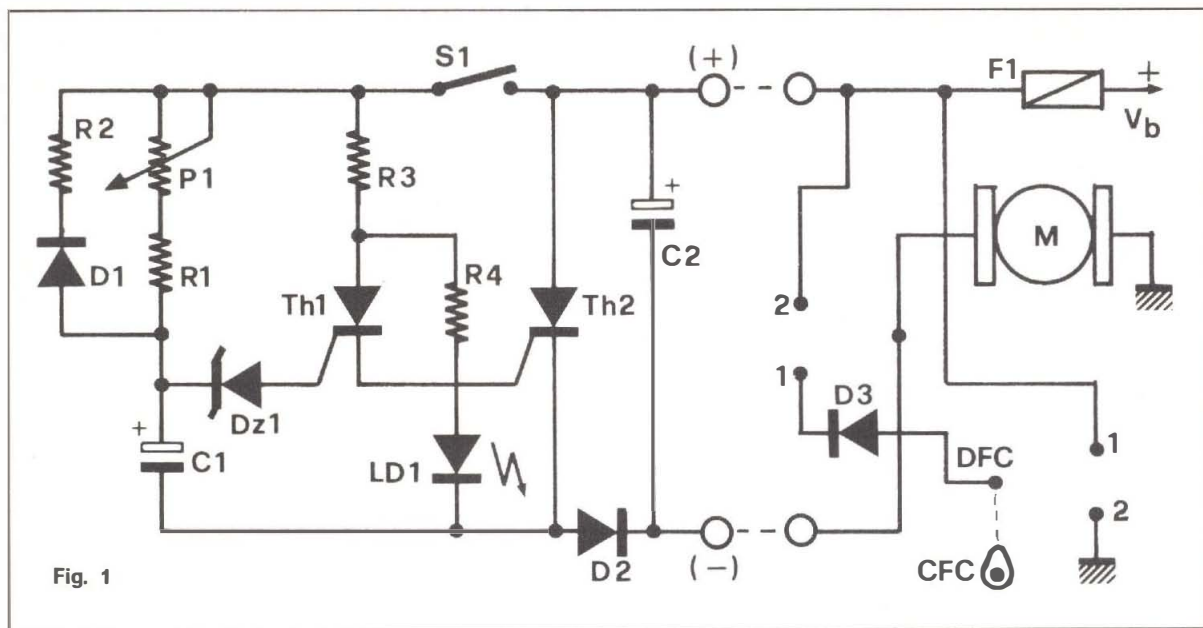 S1
(+)
F1
+
Vb
R2
P1
R3
+
C2
M
D1
R1
R4
Th1
Th2
2
1
D3
Dz1
+
C1
LD1
DFC
1
2
D2
(−)
CFC
Fig. 1